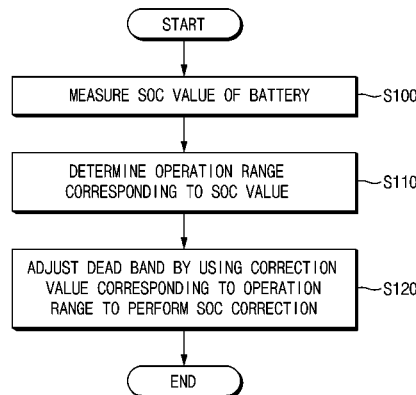 START
MEASURE SOC VALUE OF BATTERY
S100
DETERMINE OPERATION RANGE
CORRESPONDING TO SOC VALUE
S110
ADJUST DEAD BAND BY USING CORRECTION
VALUE CORRESPONDING TO OPERATION
RANGE TO PERFORM SOC CORRECTION
S120
END